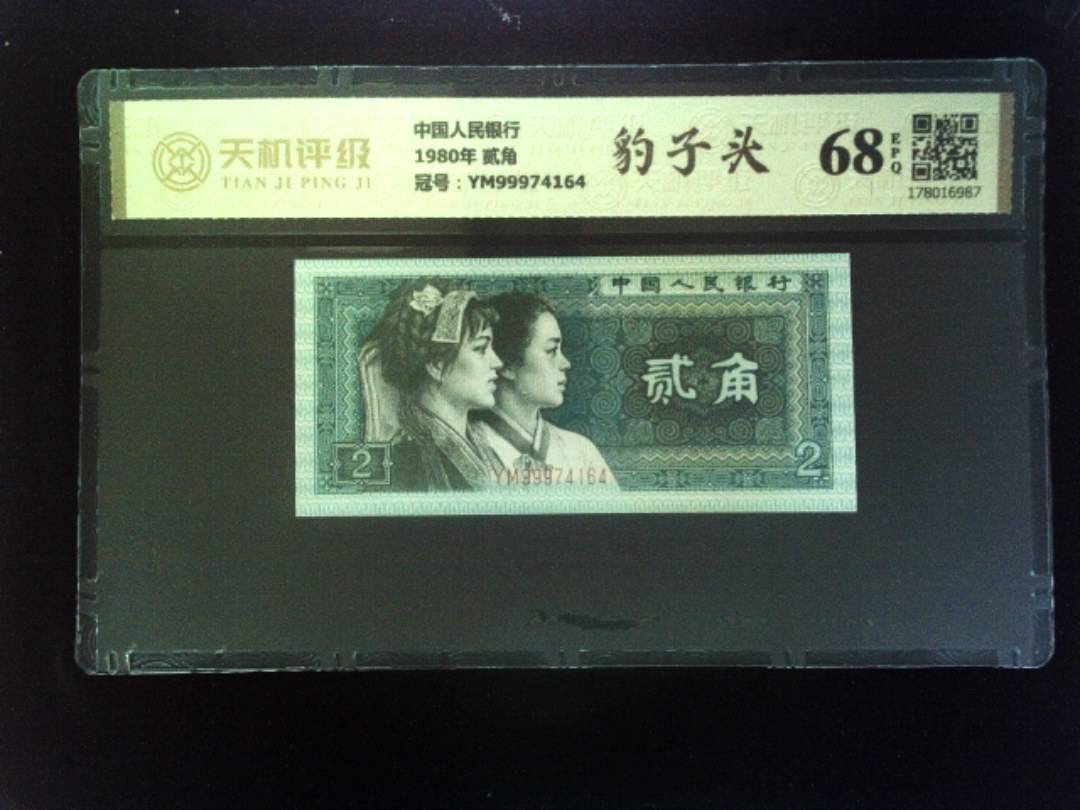 天机评级
TIAN JI PING JI
中国人民银行
1980年 贰角
冠号：YM99974164
豹子头
68
EPQ
178016987
中国人民银行
贰角
2
2
YM99974164